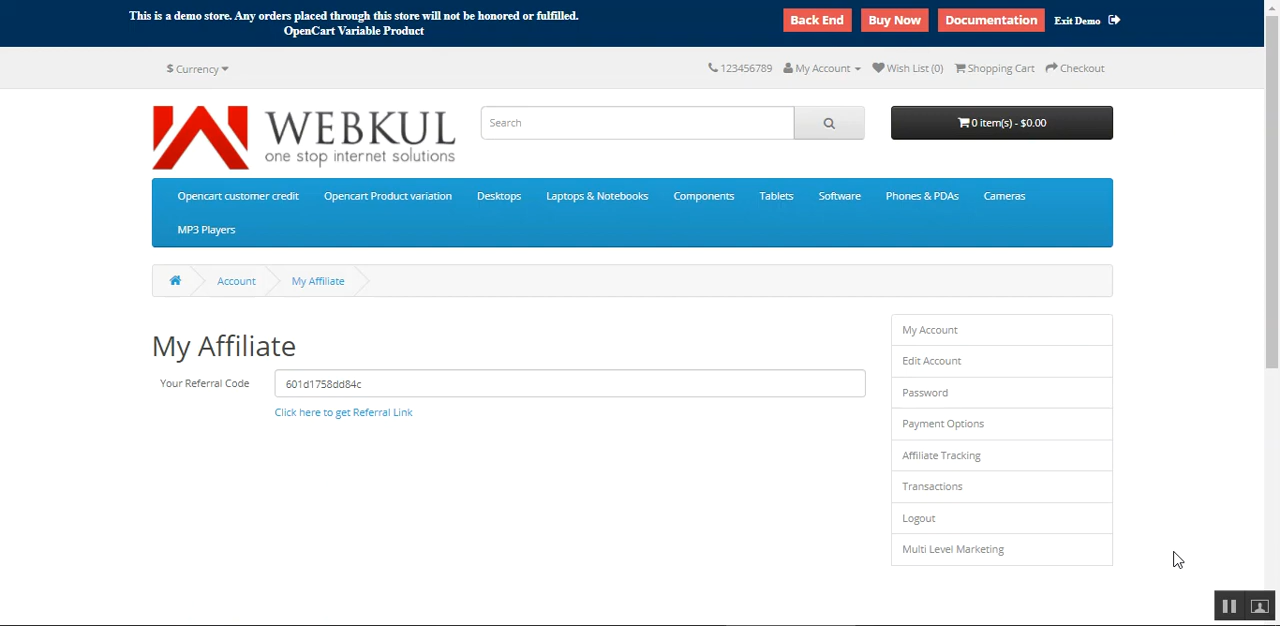 This is a demo store. Any orders placed through this store will not be honored or fulfilled.
OpenCart Variable Product
Back End
Buy Now
Documentation
Exit Demo
$ Currency
123456789
My Account
Wish List (0)
Shopping Cart
Checkout
WEBKUL
one stop internet solutions
Search
0 item(s) - $0.00
Opencart customer credit
Opencart Product variation
Desktops
Laptops & Notebooks
Components
Tablets
Software
Phones & PDAs
Cameras
MP3 Players
Account
My Affiliate
My Affiliate
Your Referral Code
601d1758dd84c
Click here to get Referral Link
My Account
Edit Account
Password
Payment Options
Affiliate Tracking
Transactions
Logout
Multi Level Marketing